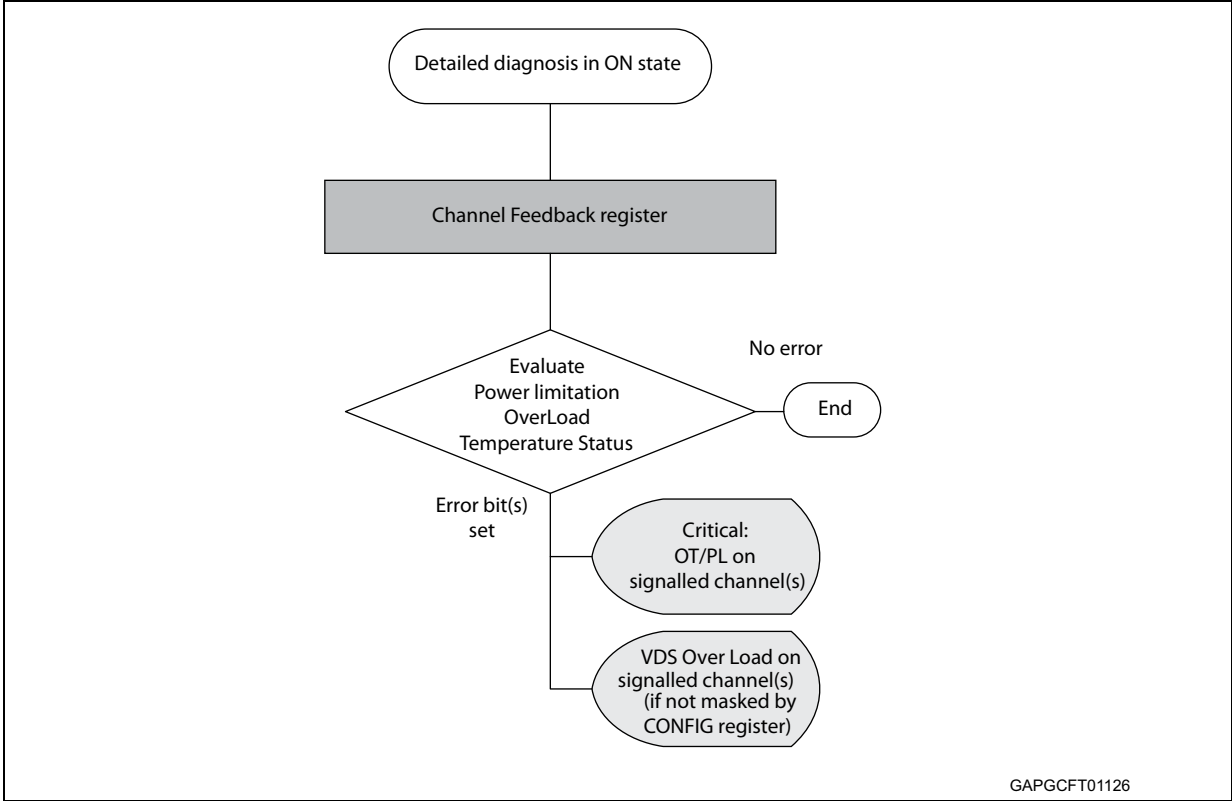 Detailed diagnosis in ON state
Channel Feedback register
Evaluate
Power limitation
OverLoad
Temperature Status
No error
End
Error bit(s)
set
Critical:
OT/PL on
signalled channel(s)
VDS Over Load on
signalled channel(s)
(if not masked by
CONFIG register)
GAPGCFT01126